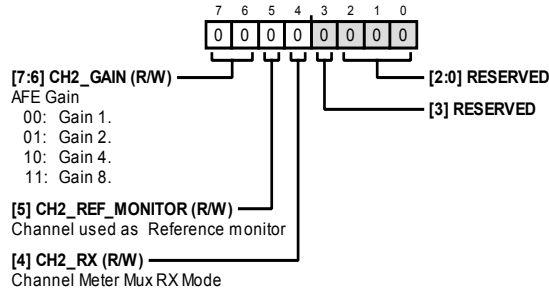 7 6 5 4 3 2 1 0
0 0 0 0 0 0 0 0
[7:6] CH2_GAIN (R/W)
AFE Gain
00: Gain 1.
01: Gain 2.
10: Gain 4.
11: Gain 8.
[5] CH2_REF_MONITOR (R/W)
Channel used as Reference monitor
[4] CH2_RX (R/W)
Channel Meter Mux RX Mode
[2:0] RESERVED
[3] RESERVED